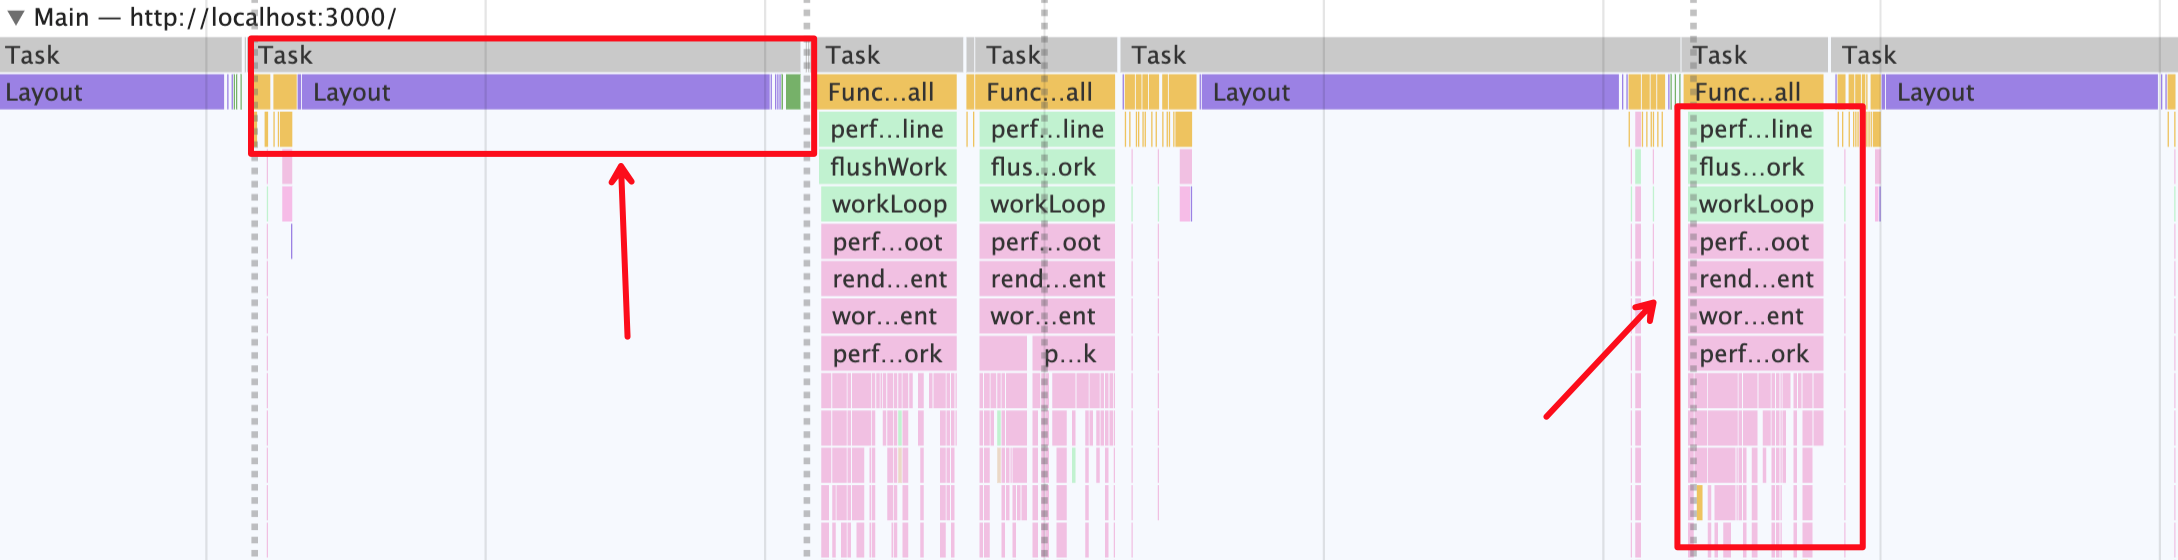 ▼ Main — http://localhost:3000/
Task Task Task Task Task Task Task
Layout Layout Func...all Func...all Layout Func...all Layout
perf...line perf...line perf...line
flushWork flus...ork flus...ork
workLoop workLoop workLoop
perf...oot perf...oot perf...oot
rend...ent rend...ent rend...ent
wor...ent wor...ent wor...ent
perf...ork p...k perf...ork